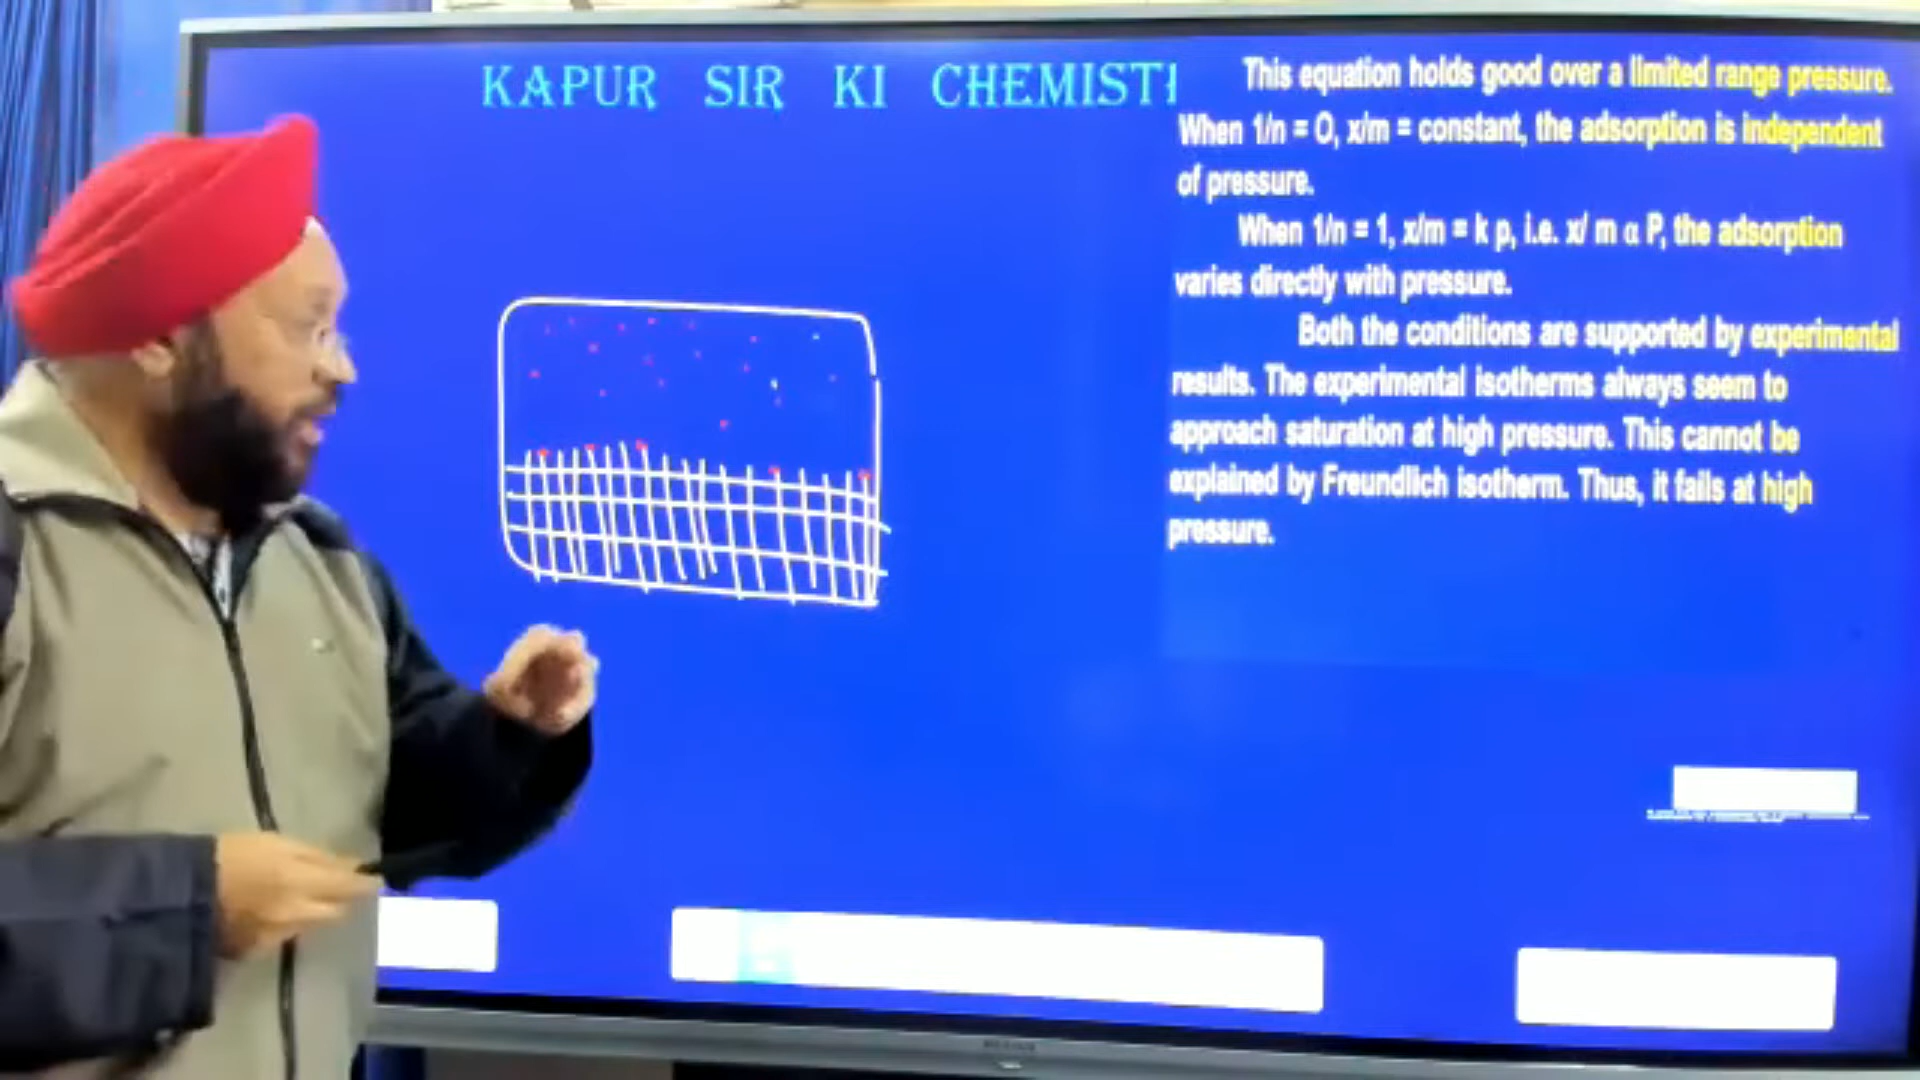 KAPUR SIR KI CHEMISTR
This equation holds good over a limited range pressure.
When 1/n = O, x/m = constant, the adsorption is independent
of pressure.
When 1/n = 1, x/m = k p, i.e. x/ m α P, the adsorption
varies directly with pressure.
Both the conditions are supported by experimental
results. The experimental isotherms always seem to
approach saturation at high pressure. This cannot be
explained by Freundlich isotherm. Thus, it fails at high
pressure.